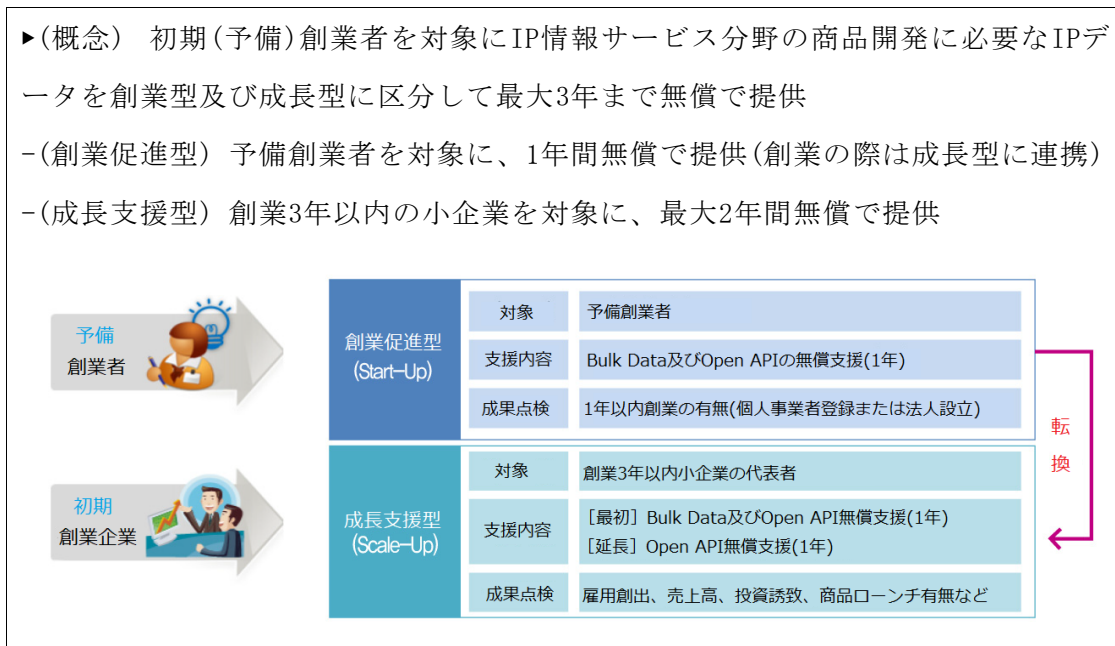 ▶(概念) 初期(予備)創業者を対象にIP情報サービス分野の商品開発に必要なIPデ
ータを創業型及び成長型に区分して最大3年まで無償で提供
-(創業促進型) 予備創業者を対象に、1年間無償で提供(創業の際は成長型に連携)
-(成長支援型) 創業3年以内の小企業を対象に、最大2年間無償で提供
予備
創業者
創業促進型
(Start-Up)
対象
予備創業者
支援内容
Bulk Data及びOpen APIの無償支援(1年)
成果点検
1年以内創業の有無(個人事業者登録または法人設立)
転
換
初期
創業企業
成長支援型
(Scale-Up)
対象
創業3年以内小企業の代表者
支援内容
［最初］Bulk Data及びOpen API無償支援(1年)
［延長］Open API無償支援(1年)
成果点検
雇用創出、売上高、投資誘致、商品ローンチ有無など